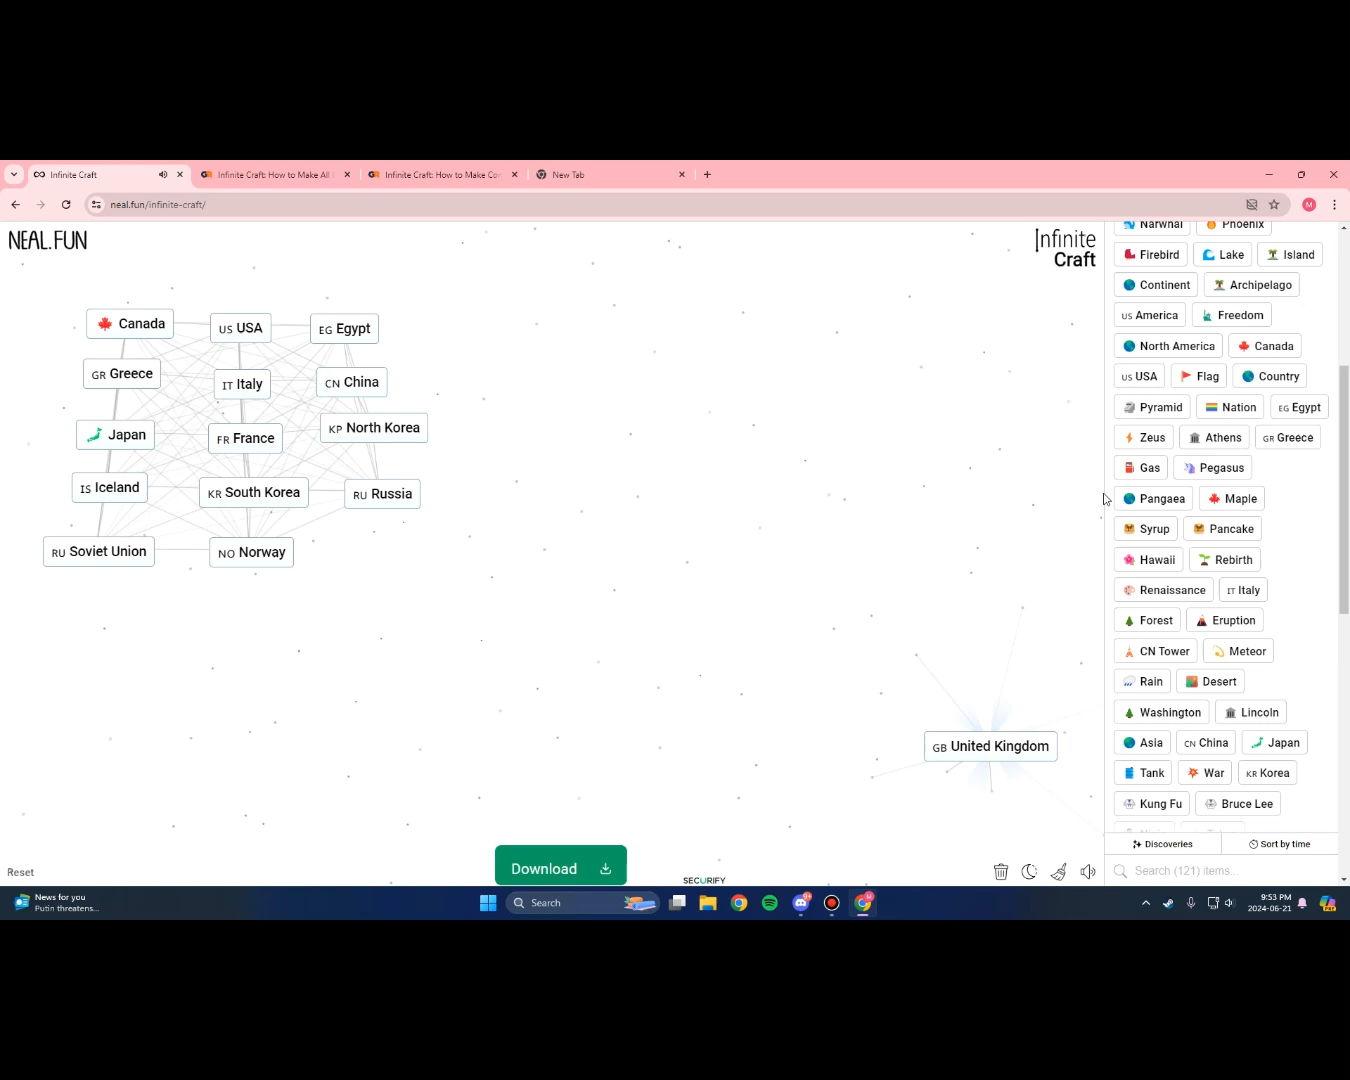 Infinite Craft
Infinite Craft: How to Make All
Infinite Craft: How to Make Co
New Tab
neal.fun/infinite-craft/
M
NEAL.FUN
Infinite
Craft
Canada
US USA
EG Egypt
GR Greece
IT Italy
CN China
Japan
FR France
KP North Korea
IS Iceland
KR South Korea
RU Russia
RU Soviet Union
NO Norway
GB United Kingdom
Narwhal Phoenix
Firebird Lake Island
Continent Archipelago
US America Freedom
North America Canada
US USA Flag Country
Pyramid Nation EG Egypt
Zeus Athens GR Greece
Gas Pegasus
Pangaea Maple
Syrup Pancake
Hawaii Rebirth
Renaissance IT Italy
Forest Eruption
CN Tower Meteor
Rain Desert
Washington Lincoln
Asia CN China Japan
Tank War KR Korea
Kung Fu Bruce Lee
Discoveries Sort by time
Search (121) items...
Reset
Download
SECURIFY
News for you
Putin threatens...
Search
9:53 PM
2024-06-21